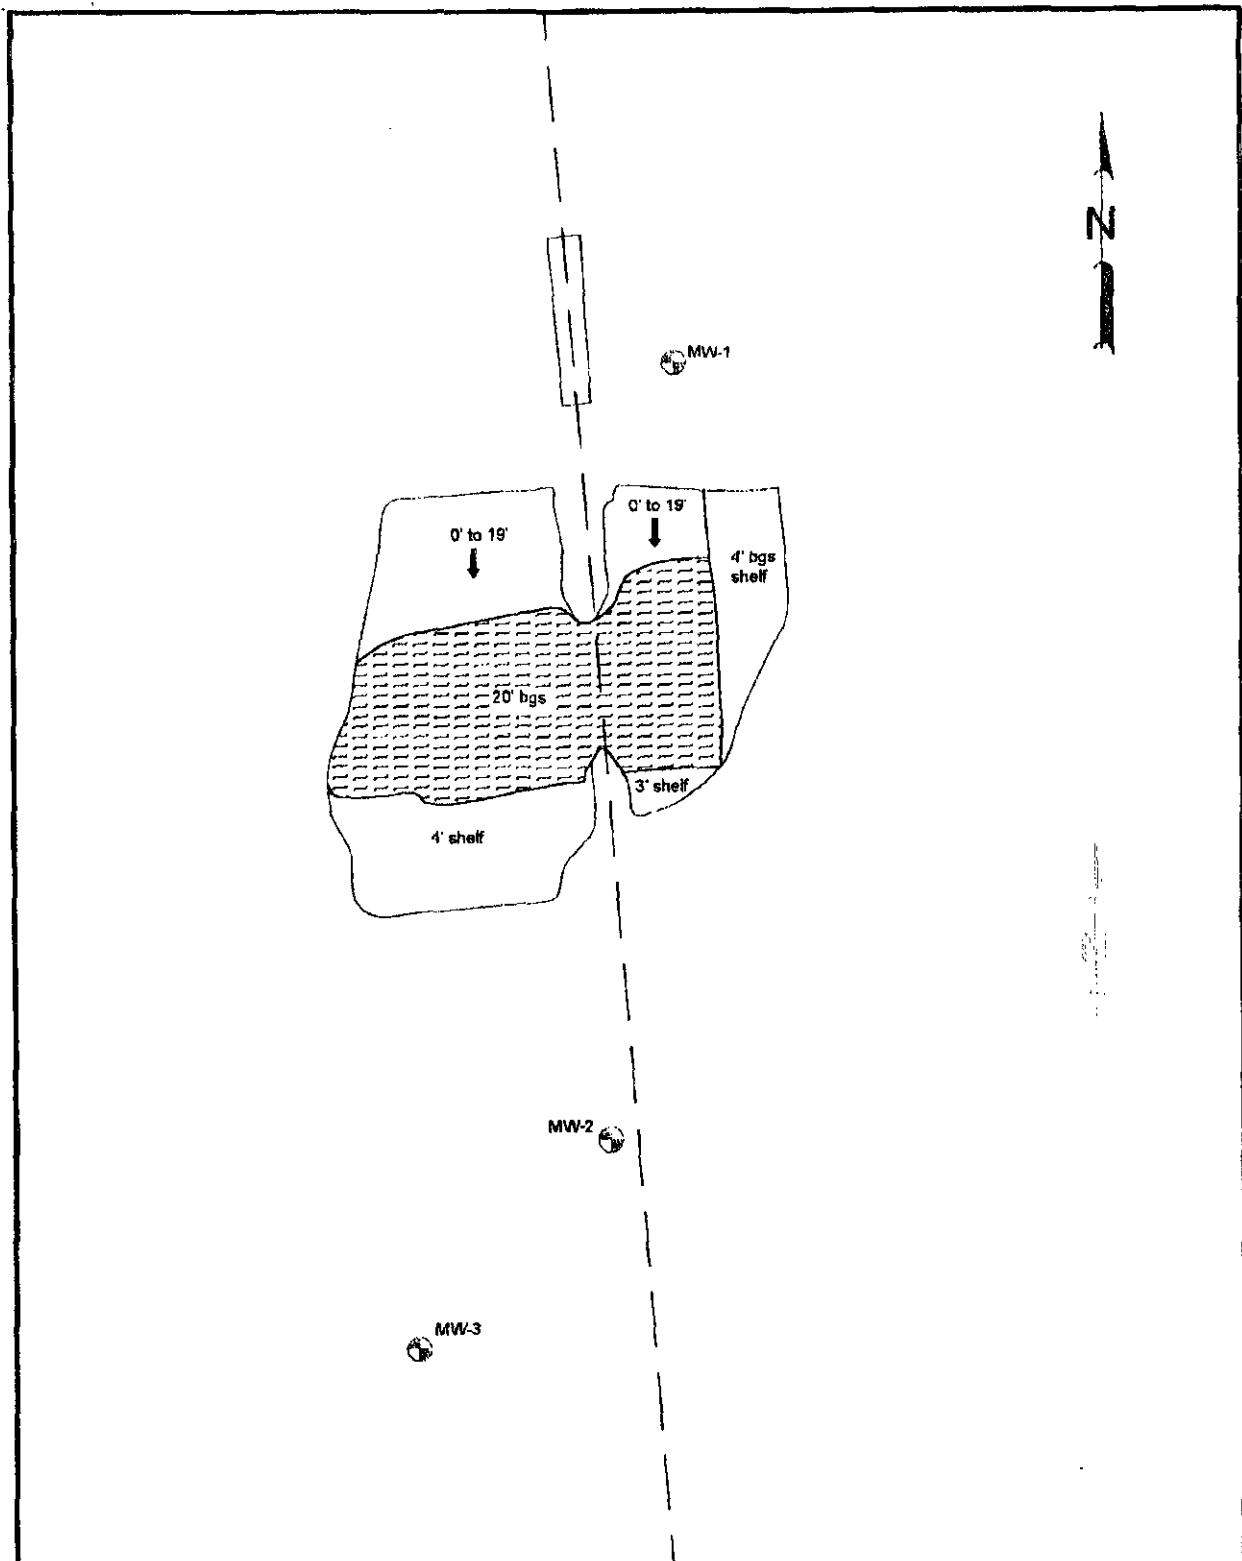 N
MW-1
0' to 19'
0' to 19'
4' bgs
shelf
20' bgs
3' shelf
4' shelf
MW-2
MW-3